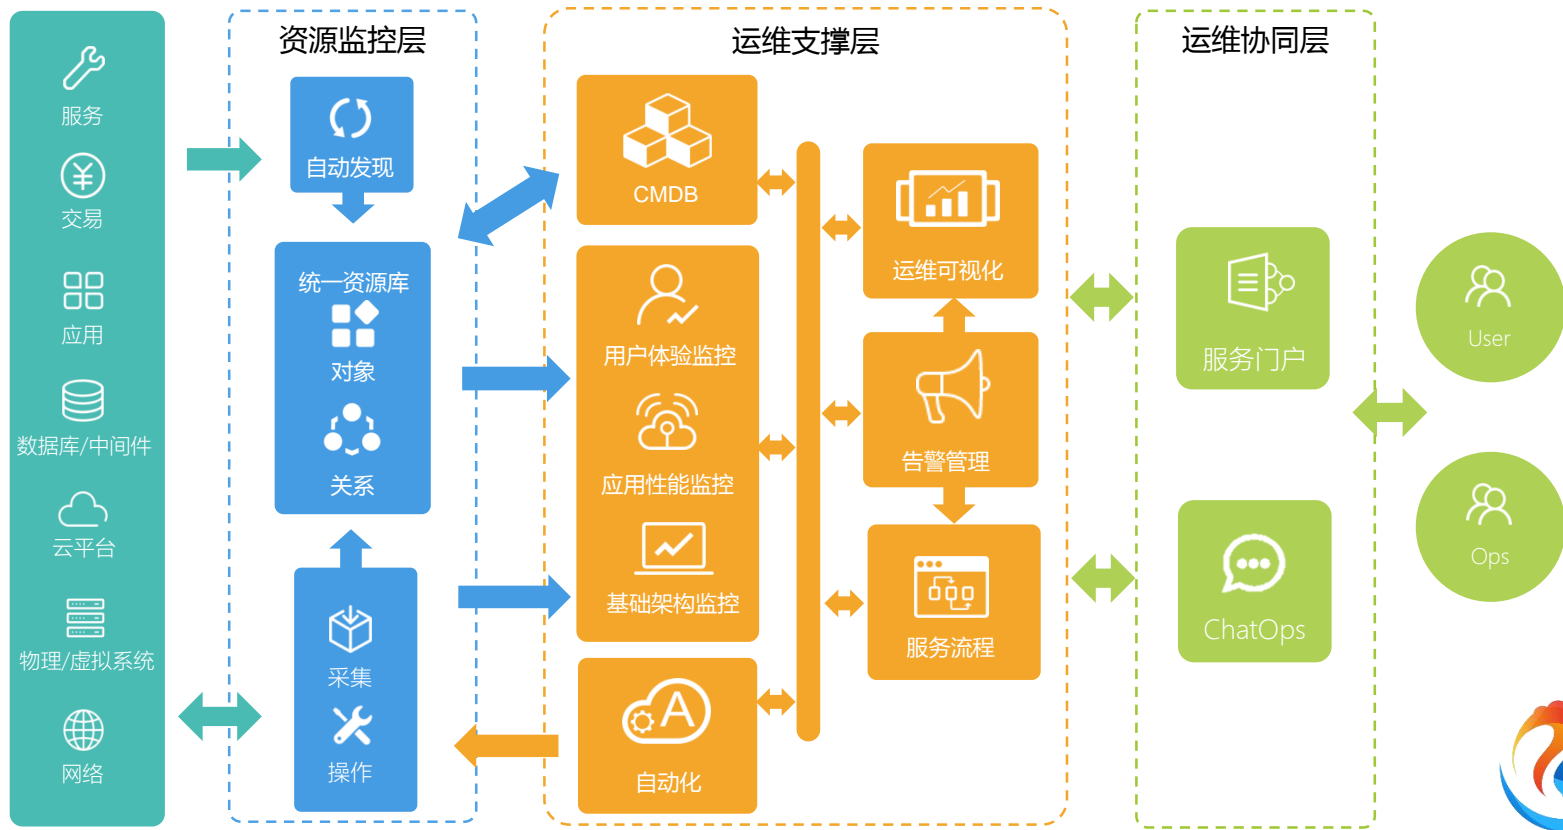 服务
交易
应用
数据库/中间件
云平台
物理/虚拟系统
网络
资源监控层
自动发现
统一资源库
对象
关系
采集
操作
运维支撑层
CMDB
用户体验监控
应用性能监控
基础架构监控
A
自动化
运维可视化
告警管理
服务流程
运维协同层
服务门户
ChatOps
User
Ops